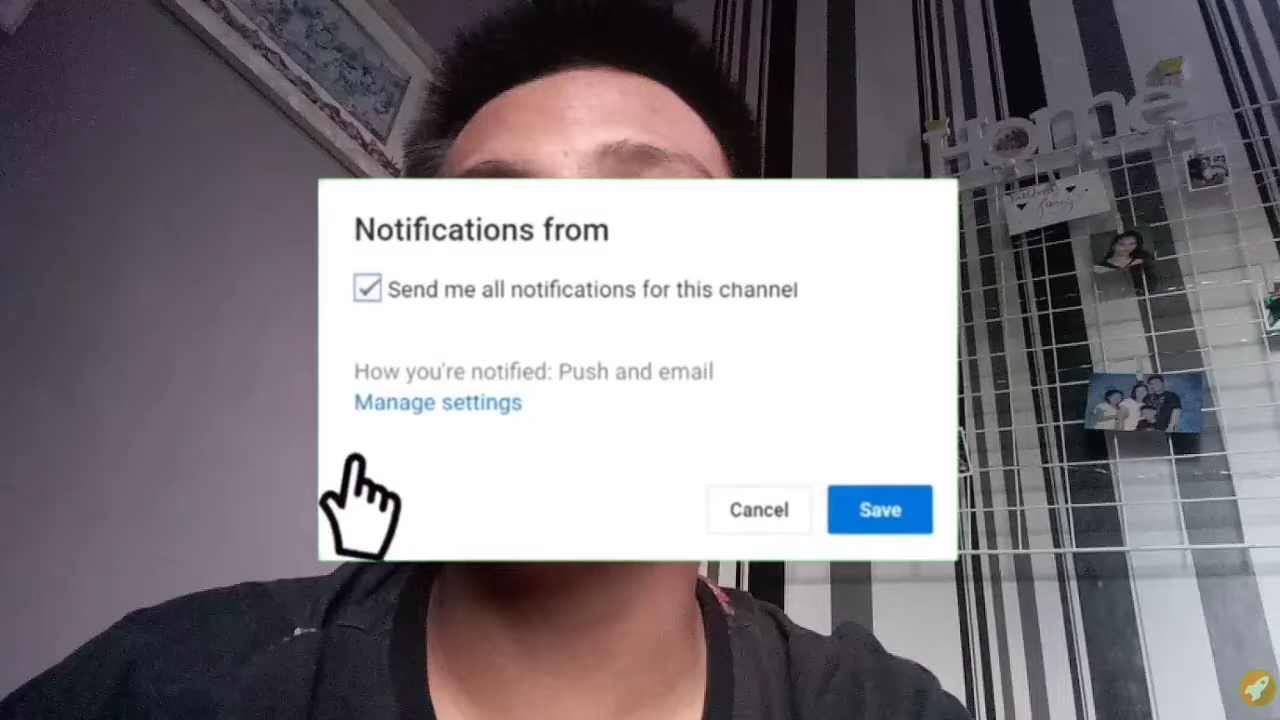 Home
Notifications from
Send me all notifications for this channel
How you're notified: Push and email
Manage settings
Cancel
Save